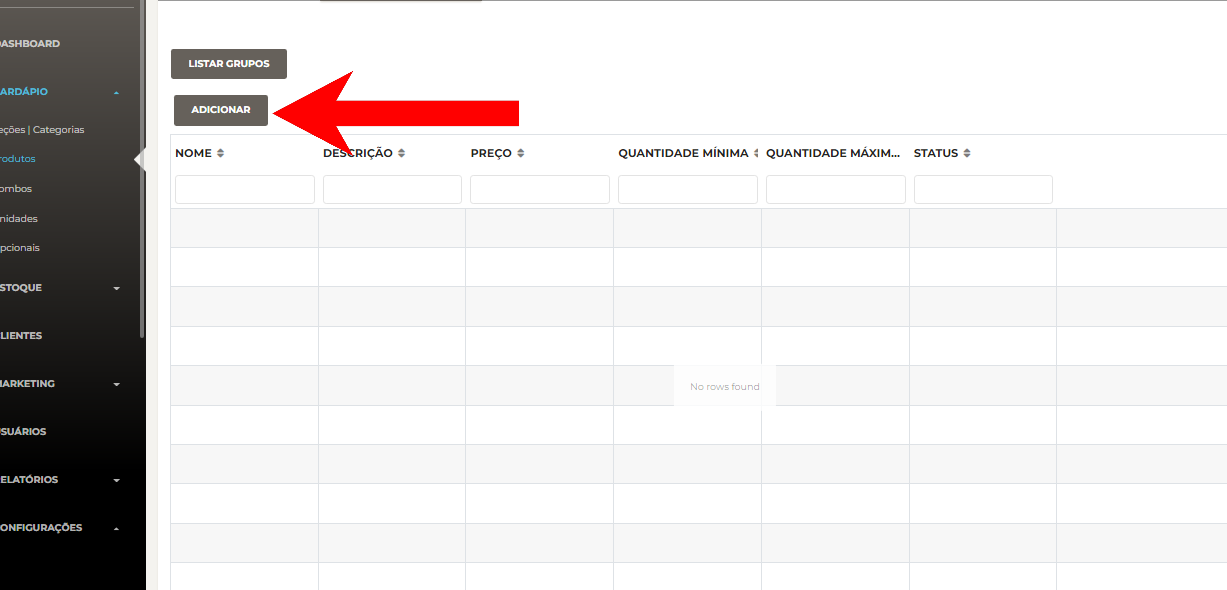 DASHBOARD
ARDÁPIO
eções | Categorias
rodutos
ombos
nidades
pcionais
STOQUE
LIENTES
MARKETING
SUÁRIOS
ELATÓRIOS
ONFIGURAÇÕES
LISTAR GRUPOS
ADICIONAR
NOME DESCRIÇÃO PREÇO QUANTIDADE MÍNIMA QUANTIDADE MÁXIM... STATUS
No rows found